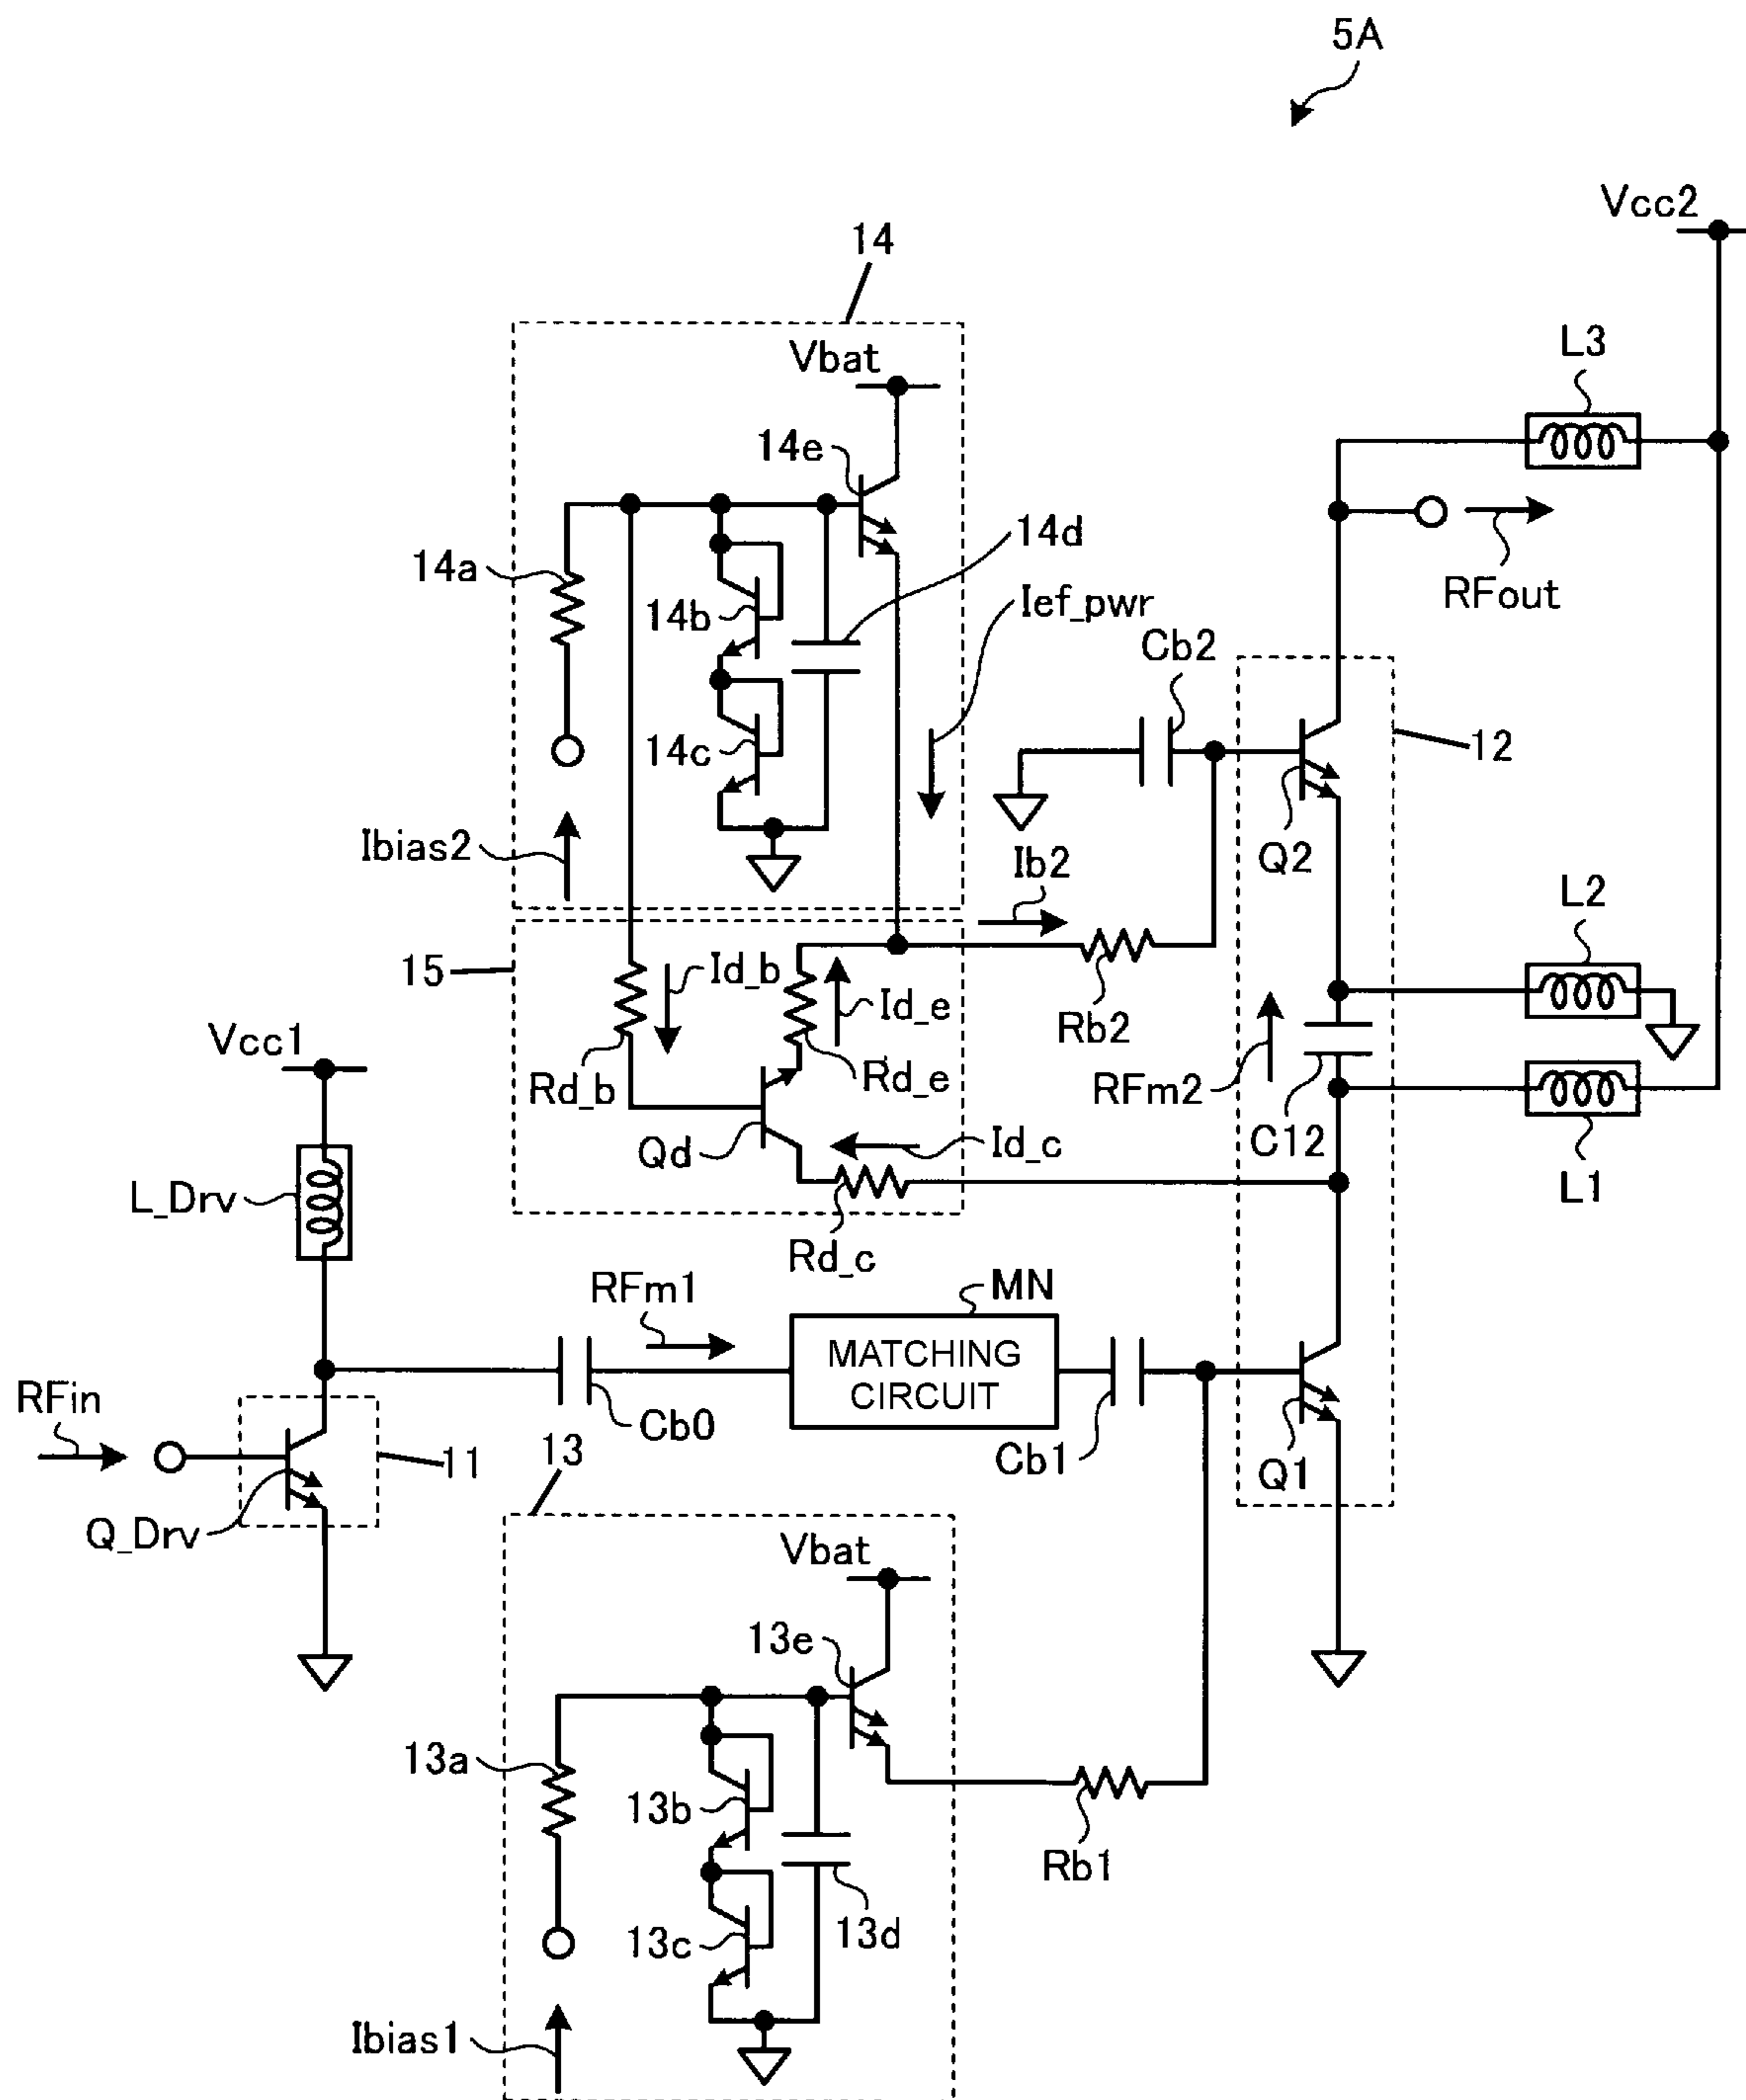 5A
Vcc2
14
Vbat
L3
14e
14d
14a
14b
Ief_pwr
RFout
Cb2
14c
12
Ibias2
Q2
Ib2
L2
15
Id_b
Id_e
Rb2
Vcc1
Rd_b
Rd_e
RFm2
Qd
Id_c
C12
L1
L_Drv
Rd_c
RFm1
MN
MATCHING
CIRCUIT
RFin
Cb0
13
Cb1
Q1
11
Q_Drv
Vbat
13e
13a
13b
Rb1
13c
13d
Ibias1